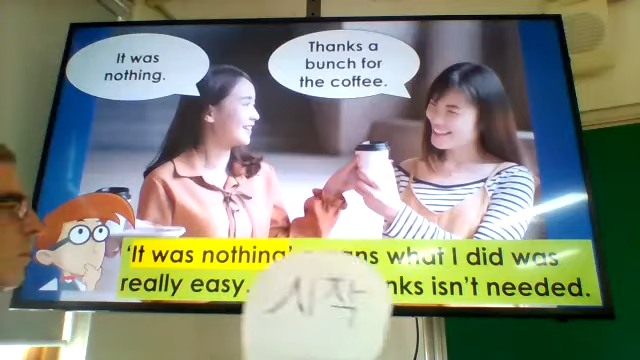 It was
nothing.
Thanks a
bunch for
the coffee.
'It was nothing' means what I did was
really easy. nks isn't needed.
시작